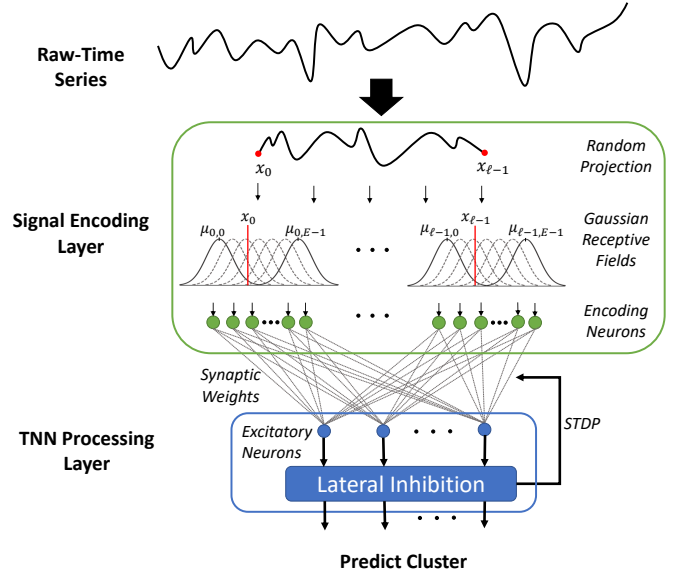 Raw-Time
Series
x₀
xℓ₋₁
Random
Projection
Signal Encoding
Layer
μ₀,₀
x₀
μ₀,E₋₁
• • •
μℓ₋₁,₀
xℓ₋₁
μℓ₋₁,E₋₁
Gaussian
Receptive
Fields
•••
• • •
•••
Encoding
Neurons
Synaptic
Weights
STDP
TNN Processing
Layer
Excitatory
Neurons
• • • •
Lateral Inhibition
• • • •
Predict Cluster